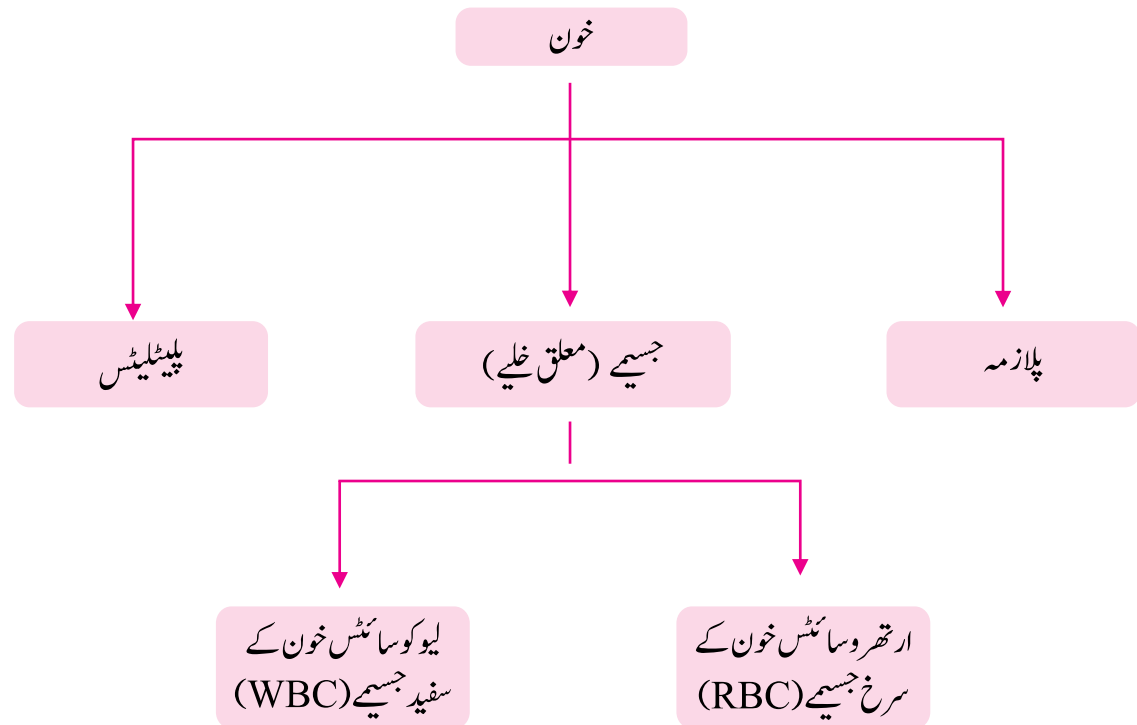 خون
پلازمہ
جسیمے (معلق خلیے)
پلیٹلیٹس
ارتھروسائٹس خون کے
سرخ جسیمے (RBC)
لیوکوسائٹس خون کے
سفید جسیمے (WBC)